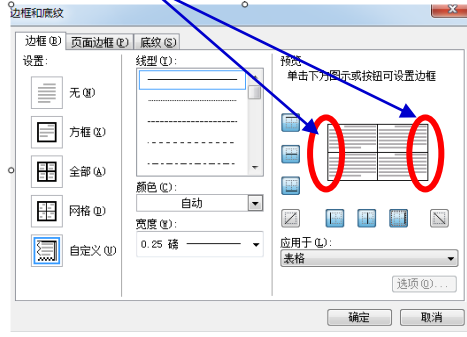 边框和底纹
边框(B) 页面边框(P) 底纹(S)
设置:
无(N)
方框(X)
全部(A)
网格(D)
自定义(U)
线型(Y):
颜色(C):
自动
宽度(W):
0.25 磅
预览
单击下方图示或按钮可设置边框
应用于(L):
表格
选项(O)...
确定 取消